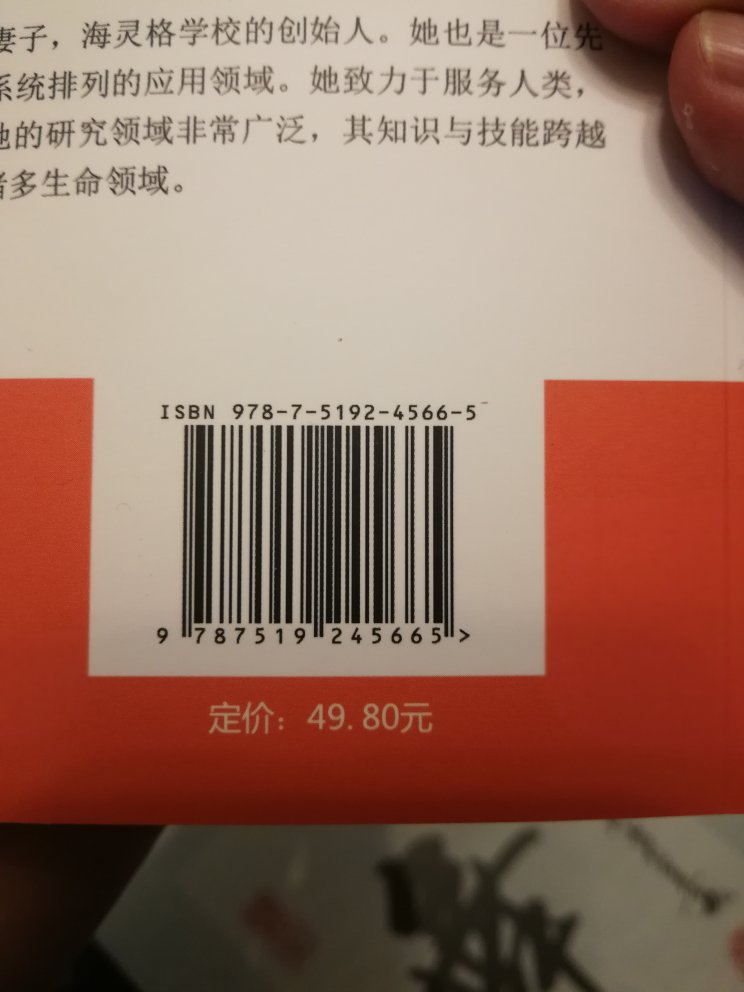 妻子，海灵格学校的创始人。她也是一位先
系统排列的应用领域。她致力于服务人类，
她的研究领域非常广泛，其知识与技能跨越
诸多生命领域。
ISBN 978-7-5192-4566-5
9 787519 245665 >
定价：49.80元